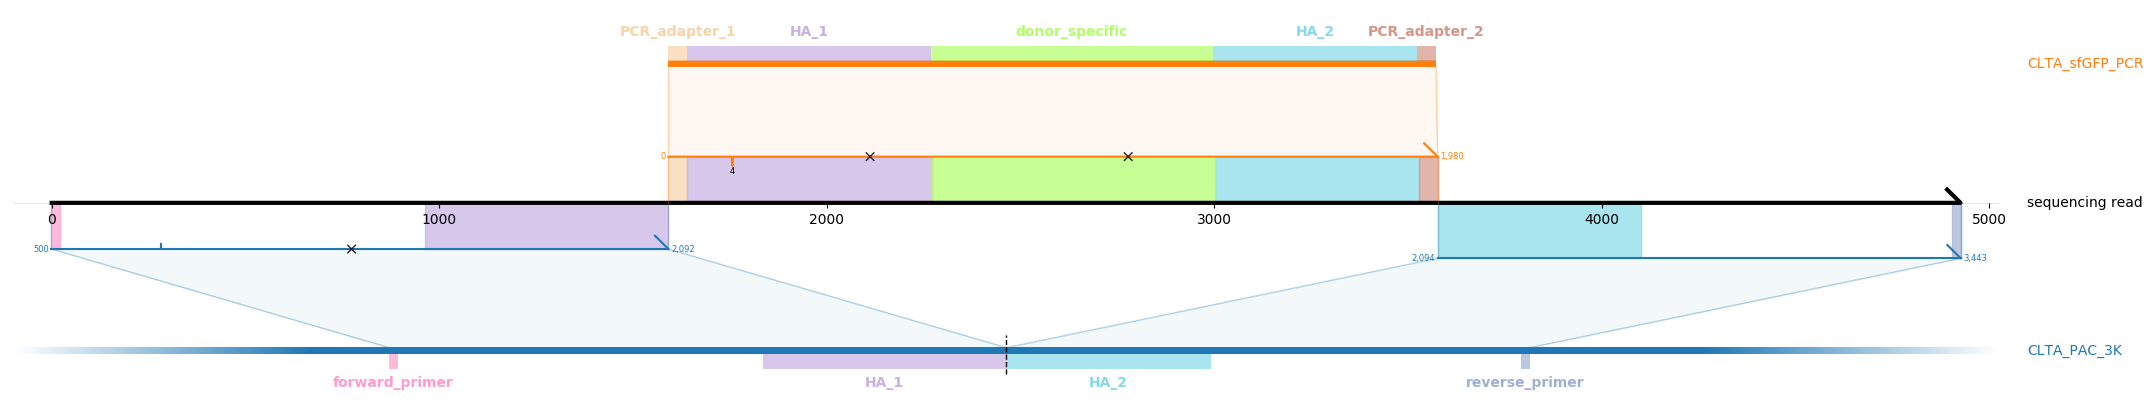 PCR_adapter_1 HA_1 donor_specific HA_2 PCR_adapter_2
CLTA_sfGFP_PCR
0 4 1,980
sequencing read
0 1000 2000 3000 4000 5000
500 2,092 2,094 3,443
CLTA_PAC_3K
forward_primer HA_1 HA_2 reverse_primer